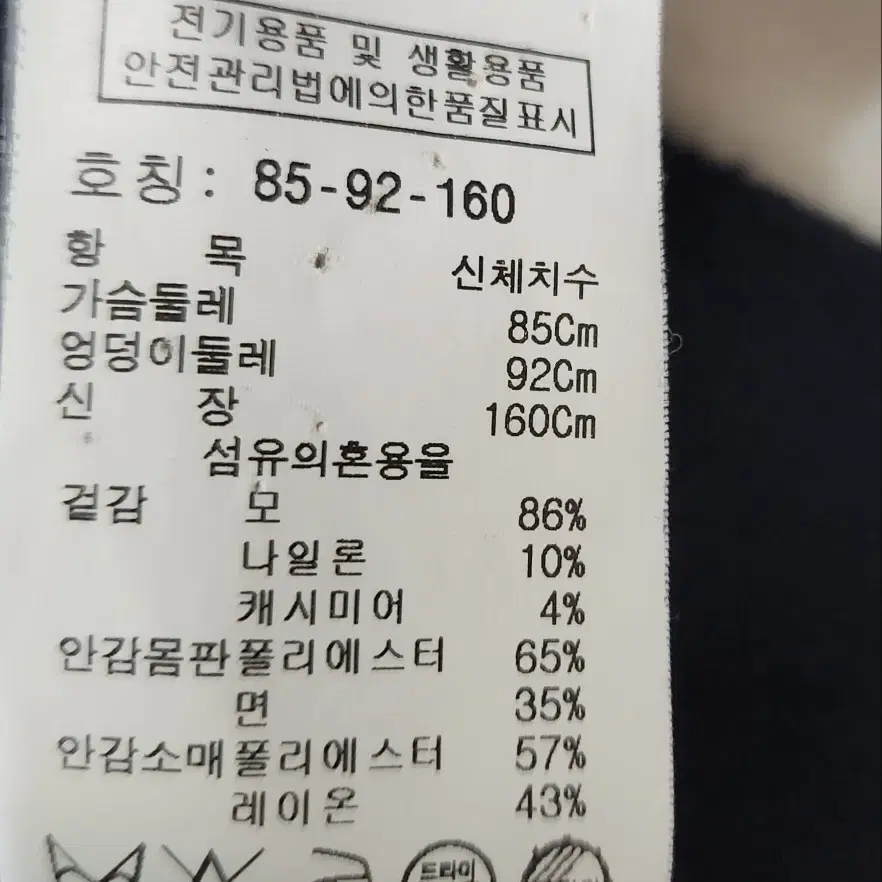 전기용품 및 생활용품
안전관리법에의한품질표시
호칭: 85-92-160
항 목 신체치수
가슴둘레 85Cm
엉덩이둘레 92Cm
신 장 160Cm
섬유의혼용율
겉감 모 86%
나일론 10%
캐시미어 4%
안감몸판폴리에스터 65%
면 35%
안감소매폴리에스터 57%
레이온 43%
드라이